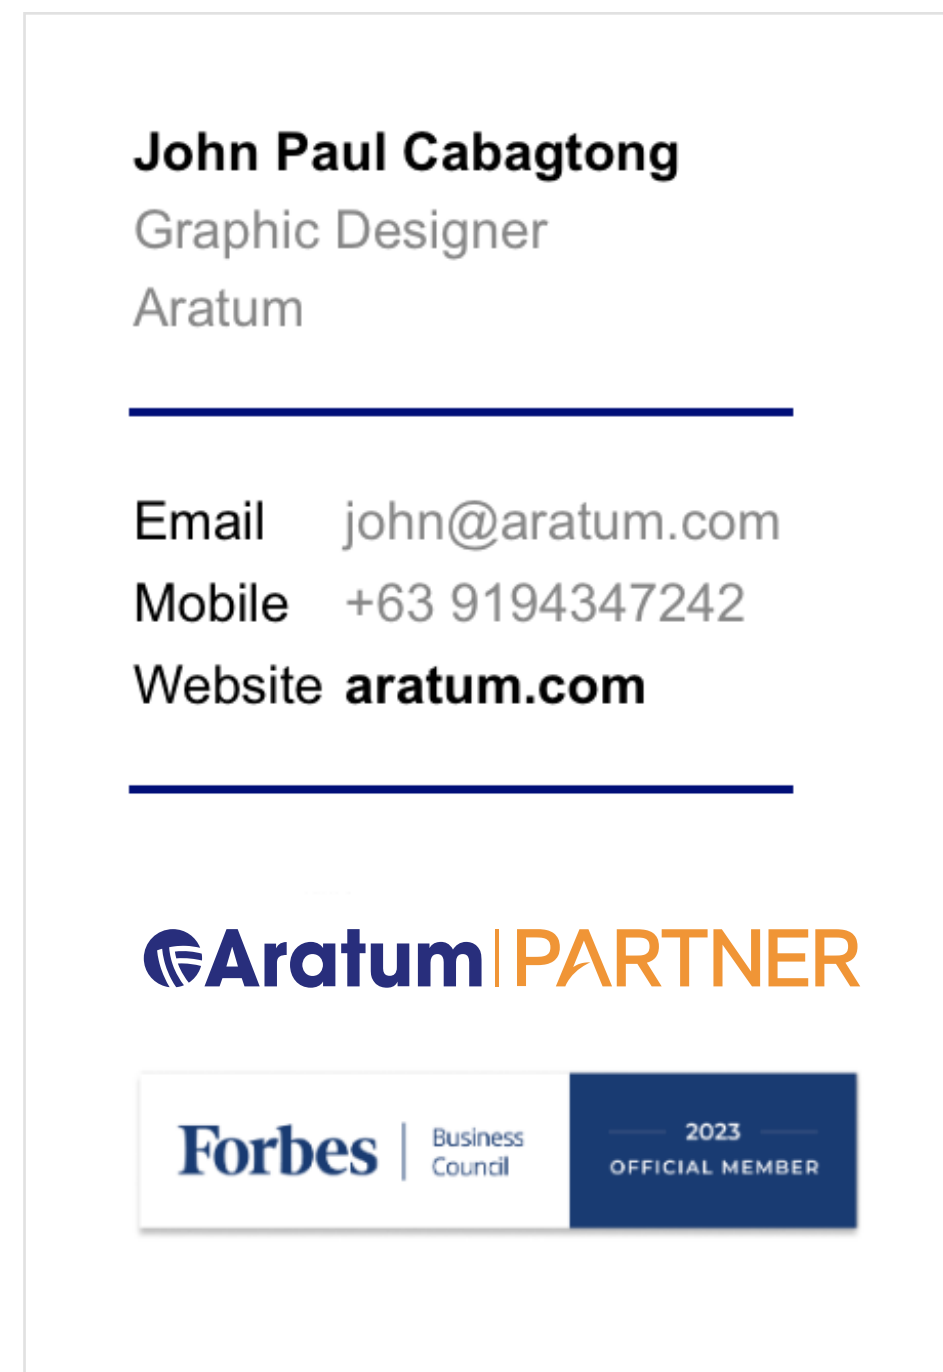 John Paul Cabagtong
Graphic Designer
Aratum
Email john@aratum.com
Mobile +63 9194347242
Website aratum.com
Aratum | PARTNER
Forbes | Business Council
2023
OFFICIAL MEMBER